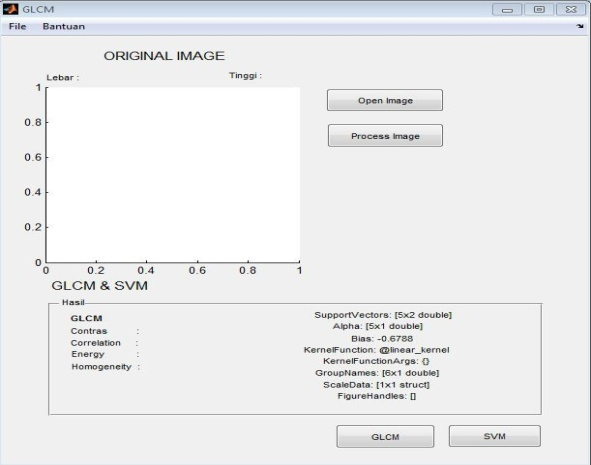 GLCM
File Bantuan
ORIGINAL IMAGE
Lebar : Tinggi :
1
0.8
0.6
0.4
0.2
0
0 0.2 0.4 0.6 0.8 1
Open Image
Process Image
GLCM & SVM
Hasil
GLCM
Contras :
Correlation :
Energy :
Homogeneity :
SupportVectors: [5x2 double]
Alpha: [5x1 double]
Bias: -0.6788
KernelFunction: @linear_kernel
KernelFunctionArgs: {}
GroupNames: [6x1 double]
ScaleData: [1x1 struct]
FigureHandles: []
GLCM SVM